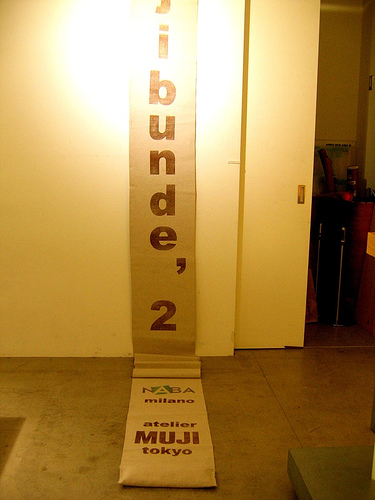 jibunde, 2
NABA
milano
atelier
MUJI
tokyo